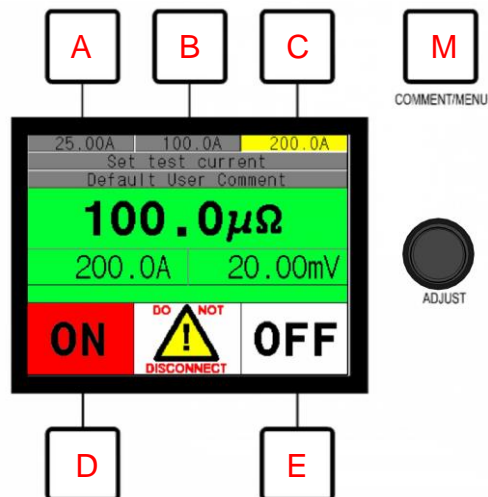 A B C M
COMMENT/MENU
25.00A 100.0A 200.0A
Set test current
Default User Comment
100.0µΩ
200.0A 20.00mV
ADJUST
ON DO NOT ! DISCONNECT OFF
D E